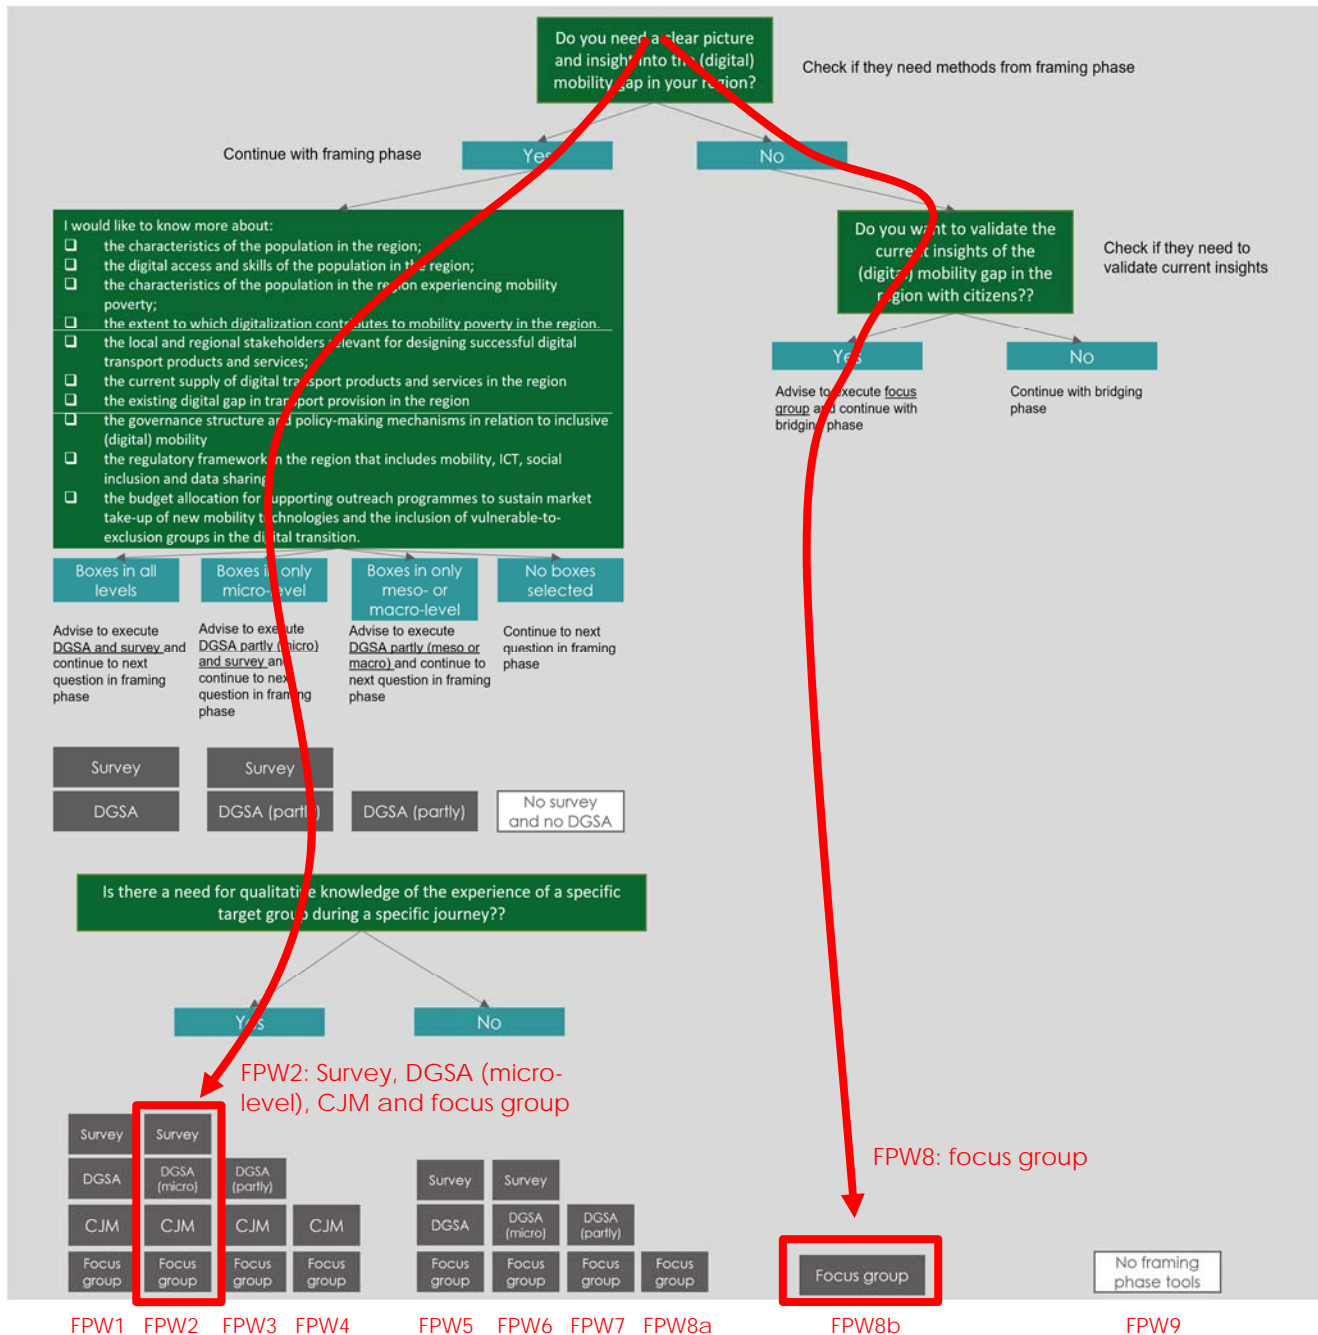 Do you need a clear picture
and insight into the (digital)
mobility gap in your region?
Check if they need methods from framing phase
Continue with framing phase
Yes
No
I would like to know more about:
the characteristics of the population in the region;
the digital access and skills of the population in the region;
the characteristics of the population in the region experiencing mobility
poverty;
the extent to which digitalization contributes to mobility poverty in the region.
the local and regional stakeholders relevant for designing successful digital
transport products and services;
the current supply of digital transport products and services in the region
the existing digital gap in transport provision in the region
the governance structure and policy-making mechanisms in relation to inclusive
(digital) mobility
the regulatory framework in the region that includes mobility, ICT, social
inclusion and data sharing
the budget allocation for supporting outreach programmes to sustain market
take-up of new mobility technologies and the inclusion of vulnerable-to-
exclusion groups in the digital transition.
Do you want to validate the
current insights of the
(digital) mobility gap in the
region with citizens??
Check if they need to
validate current insights
Yes
No
Advise to execute focus
group and continue with
bridging phase
Continue with bridging
phase
Boxes in all
levels
Boxes in only
micro-level
Boxes in only
meso- or
macro-level
No boxes
selected
Advise to execute
DGSA and survey and
continue to next
question in framing
phase
Advise to execute
DGSA partly (micro)
and survey and
continue to next
question in framing
phase
Advise to execute
DGSA partly (meso or
macro) and continue to
next question in framing
phase
Continue to next
question in framing
phase
Survey
Survey
DGSA
DGSA (partly)
DGSA (partly)
No survey
and no DGSA
Is there a need for qualitative knowledge of the experience of a specific
target group during a specific journey??
Yes
No
FPW2: Survey, DGSA (micro-
level), CJM and focus group
FPW8: focus group
Survey
Survey
DGSA
DGSA
(micro)
DGSA
(partly)
Survey
Survey
CJM
CJM
CJM
CJM
DGSA
DGSA
(micro)
DGSA
(partly)
Focus
group
Focus
group
Focus
group
Focus
group
Focus
group
Focus
group
Focus
group
Focus
group
Focus group
No framing
phase tools
FPW1 FPW2 FPW3 FPW4 FPW5 FPW6 FPW7 FPW8a FPW8b FPW9